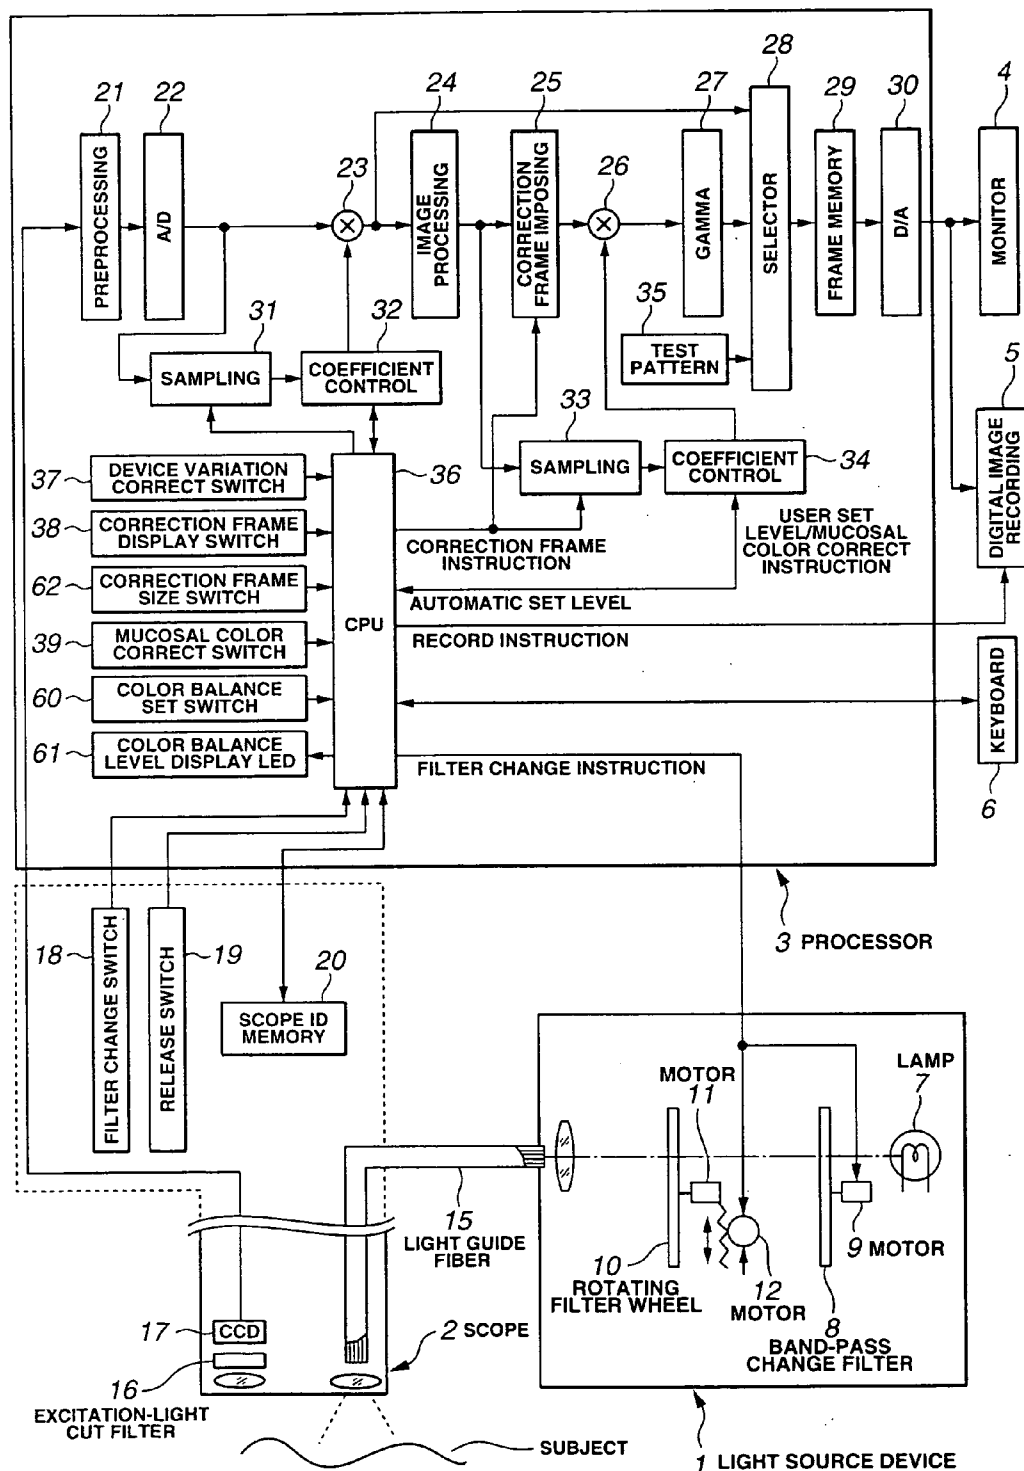 28
27
29
30
4
24
25
21
22
23
26
PREPROCESSING
A/D
IMAGE
PROCESSING
CORRECTION
FRAME IMPOSING
GAMMA
SELECTOR
FRAME MEMORY
D/A
MONITOR
31
32
35
TEST
PATTERN
5
SAMPLING
COEFFICIENT
CONTROL
33
DIGITAL IMAGE
RECORDING
37
DEVICE VARIATION
CORRECT SWITCH
36
SAMPLING
COEFFICIENT
CONTROL
34
38
CORRECTION FRAME
DISPLAY SWITCH
CORRECTION FRAME
INSTRUCTION
USER SET
LEVEL/MUCOSAL
COLOR CORRECT
INSTRUCTION
62
CORRECTION FRAME
SIZE SWITCH
CPU
AUTOMATIC SET LEVEL
39
MUCOSAL COLOR
CORRECT SWITCH
RECORD INSTRUCTION
60
COLOR BALANCE
SET SWITCH
KEYBOARD
61
COLOR BALANCE
LEVEL DISPLAY LED
FILTER CHANGE INSTRUCTION
6
18
FILTER CHANGE SWITCH
RELEASE SWITCH
19
20
SCOPE ID
MEMORY
3 PROCESSOR
MOTOR
11
LAMP
7
15
LIGHT GUIDE
FIBER
10
ROTATING
FILTER WHEEL
12
MOTOR
9 MOTOR
8
BAND-PASS
CHANGE FILTER
17
CCD
2 SCOPE
16
EXCITATION-LIGHT
CUT FILTER
SUBJECT
1 LIGHT SOURCE DEVICE